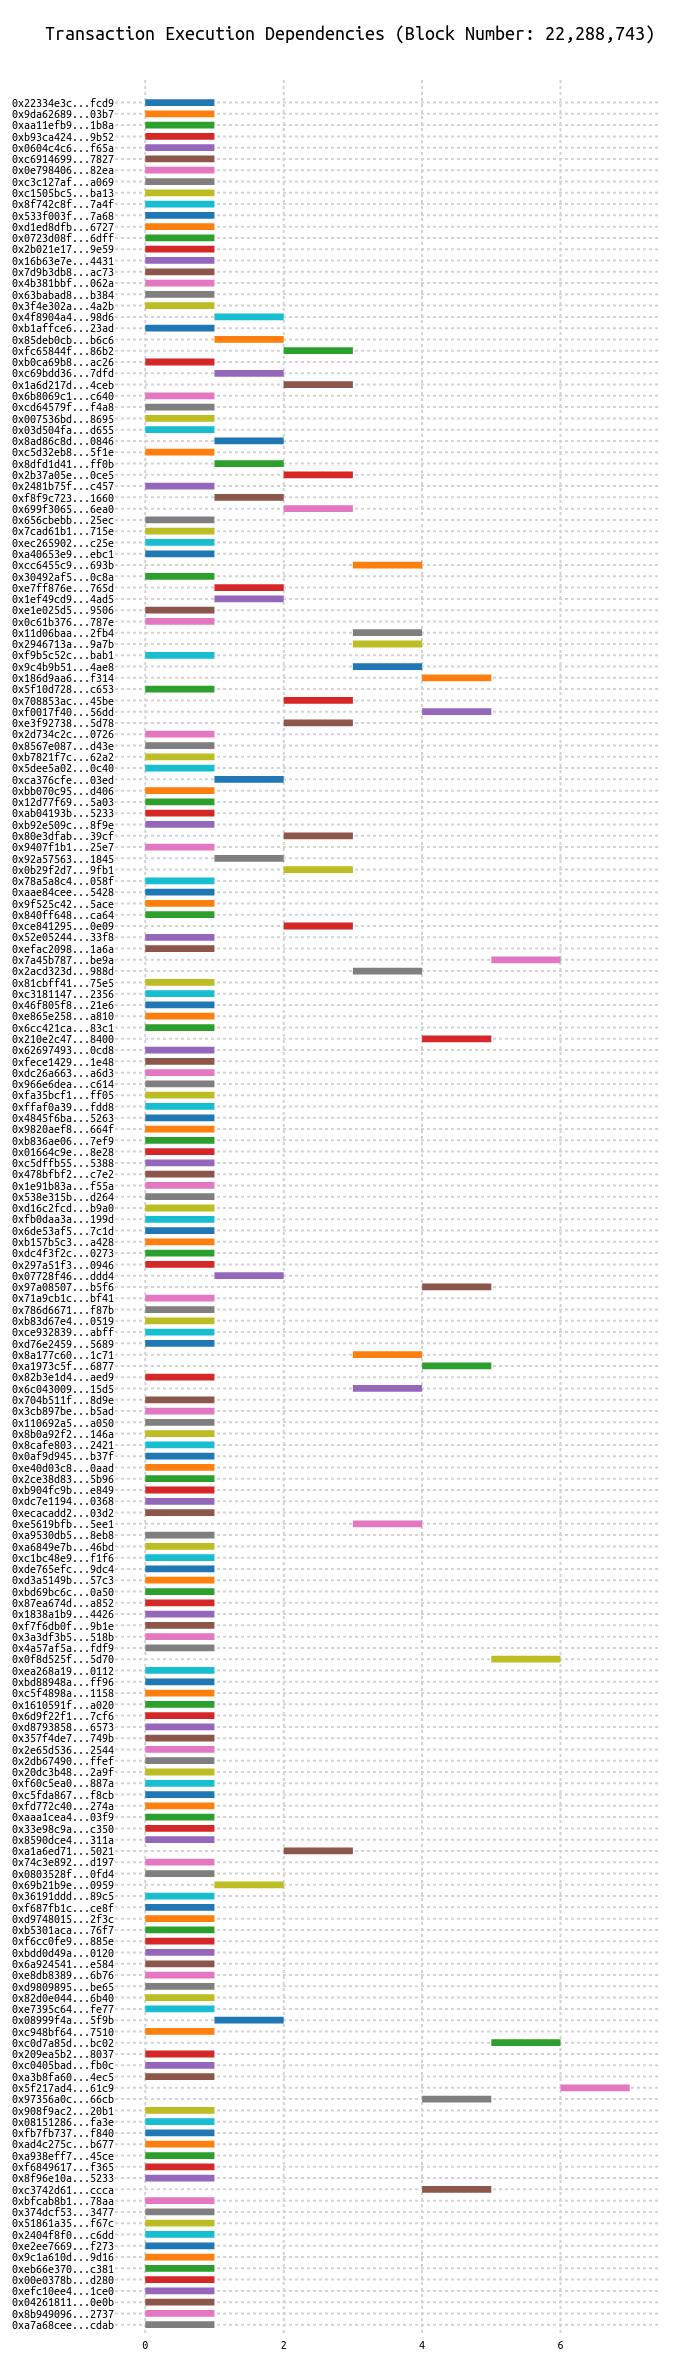 Transaction Execution Dependencies (Block Number: 22,288,743)
0x22334e3c...fcd9
0x9da62689...03b7
0xaa11efb9...1b8a
0xb93ca424...9b52
0x0604c4c6...f65a
0xc6914699...7827
0x0e798406...82ea
0xc3c127af...a069
0xc1505bc5...ba13
0x8f742c8f...7a4f
0x533f003f...7a68
0xd1ed8dfb...6727
0x0723d08f...6dff
0x2b021e17...9e59
0x16b63e7e...4431
0x7d9b3db8...ac73
0x4b381bbf...062a
0x63babad8...b384
0x3f4e302a...4a2b
0x4f8904a4...98d6
0xb1affce6...23ad
0x85deb0cb...b6c6
0xfc65844f...86b2
0xb0ca69b8...ac26
0xc69bdd36...7dfd
0x1a6d217d...4ceb
0x6b8069c1...c640
0xcd64579f...f4a8
0x007536bd...8695
0x03d504fa...d655
0x8ad86c8d...0846
0xc5d32eb8...5f1e
0x8dfd1d41...ff0b
0x2b37a05e...0ce5
0x2481b75f...c457
0xf8f9c723...1660
0x699f3065...6ea0
0x656cbebb...25ec
0x7cad61b1...715e
0xec265902...c25e
0xa40653e9...ebc1
0xcc6455c9...693b
0x30492af5...0c8a
0xe7ff876e...765d
0x1ef49cd9...4ad5
0xe1e025d5...9506
0x0c61b376...787e
0x11d06baa...2fb4
0x2946713a...9a7b
0xf9b5c52c...bab1
0x9c4b9b51...4ae8
0x186d9aa6...f314
0x5f10d728...c653
0x708853ac...45be
0xf0017f40...56dd
0xe3f92738...5d78
0x2d734c2c...0726
0x8567e087...d43e
0xb7821f7c...62a2
0x5dee5a02...0c40
0xca376cfe...03ed
0xbb070c95...d406
0x12d77f69...5a03
0xab04193b...5233
0xb92e509c...8f9e
0x80e3dfab...39cf
0x9407f1b1...25e7
0x92a57563...1845
0x0b29f2d7...9fb1
0x78a5a8c4...058f
0xaae84cee...5428
0x9f525c42...5ace
0x840ff648...ca64
0xce841295...0e09
0x52e05244...33f8
0xefac2098...1a6a
0x7a45b787...be9a
0x2acd323d...988d
0x81cbff41...75e5
0xc3181147...2356
0x46f805f8...21e6
0xe865e258...a810
0x6cc421ca...83c1
0x210e2c47...8400
0x62697493...0cd8
0xfece1429...1e48
0xdc26a663...a6d3
0x966e6dea...c614
0xfa35bcf1...ff05
0xffaf0a39...fdd8
0x4845f6ba...5263
0x9820aef8...664f
0xb836ae06...7ef9
0x01664c9e...8e28
0xc5dffb55...5388
0x478bfbf2...c7e2
0x1e91b83a...f55a
0x538e315b...d264
0xd16c2fcd...b9a0
0xfb0daa3a...199d
0x6de53af5...7c1d
0xb157b5c3...a428
0xdc4f3f2c...0273
0x297a51f3...0946
0x07728f46...ddd4
0x97a08507...b5f6
0x71a9cb1c...bf41
0x786d6671...f87b
0xb83d67e4...0519
0xce932839...abff
0xd76e2459...5689
0x8a177c60...1c71
0xa1973c5f...6877
0x82b3e1d4...aed9
0x6c043009...15d5
0x704b511f...8d9e
0x3cb897be...b5ad
0x110692a5...a050
0x8b0a92f2...146a
0x8cafe803...2421
0x0af9d945...b37f
0xe40d03c8...0aad
0x2ce38d83...5b96
0xb904fc9b...e849
0xdc7e1194...0368
0xecacadd2...03d2
0xe5619bfb...5ee1
0xa9530db5...8eb8
0xa6849e7b...46bd
0xc1bc48e9...f1f6
0xde765efc...9dc4
0xd3a5149b...57c3
0xbd69bc6c...0a50
0x87ea674d...a852
0x1838a1b9...4426
0xf7f6db0f...9b1e
0x3a3df3b5...518b
0x4a57af5a...fdf9
0x0f8d525f...5d70
0xea268a19...0112
0xbd88948a...ff96
0xc5f4898a...1158
0x1610591f...a020
0x6d9f22f1...7cf6
0xd8793858...6573
0x357f4de7...749b
0x2e65d536...2544
0x2db67490...ffef
0x20dc3b48...2a9f
0xf60c5ea0...887a
0xc5fda867...f8cb
0xfd772c40...274a
0xaaa1cea4...03f9
0x33e98c9a...c350
0x8590dce4...311a
0xa1a6ed71...5021
0x74c3e892...d197
0x0803528f...0fd4
0x69b21b9e...0959
0x36191ddd...89c5
0xf687fb1c...ce8f
0xd9748015...2f3c
0xb5301aca...76f7
0xf6cc0fe9...885e
0xbdd0d49a...0120
0x6a924541...e584
0xe8db8389...6b76
0xd9809895...be65
0x82d0e044...6b40
0xe7395c64...fe77
0x08999f4a...5f9b
0xc948bf64...7510
0xc0d7a85d...bc02
0x209ea5b2...8037
0xc0405bad...fb0c
0xa3b8fa60...4ec5
0x5f217ad4...61c9
0x97356a0c...66cb
0x908f9ac2...20b1
0x08151286...fa3e
0xfb7fb737...f840
0xad4c275c...b677
0xa938eff7...45ce
0xf6849617...f365
0x8f96e10a...5233
0xc3742d61...ccca
0xbfcab8b1...78aa
0x374dcf53...3477
0x51861a35...f67c
0x2404f8f0...c6dd
0xe2ee7669...f273
0x9c1a610d...9d16
0xeb66e370...c381
0x00e0378b...d280
0xefc10ee4...1ce0
0x04261811...0e0b
0x8b949096...2737
0xa7a68cee...cdab
0 2 4 6